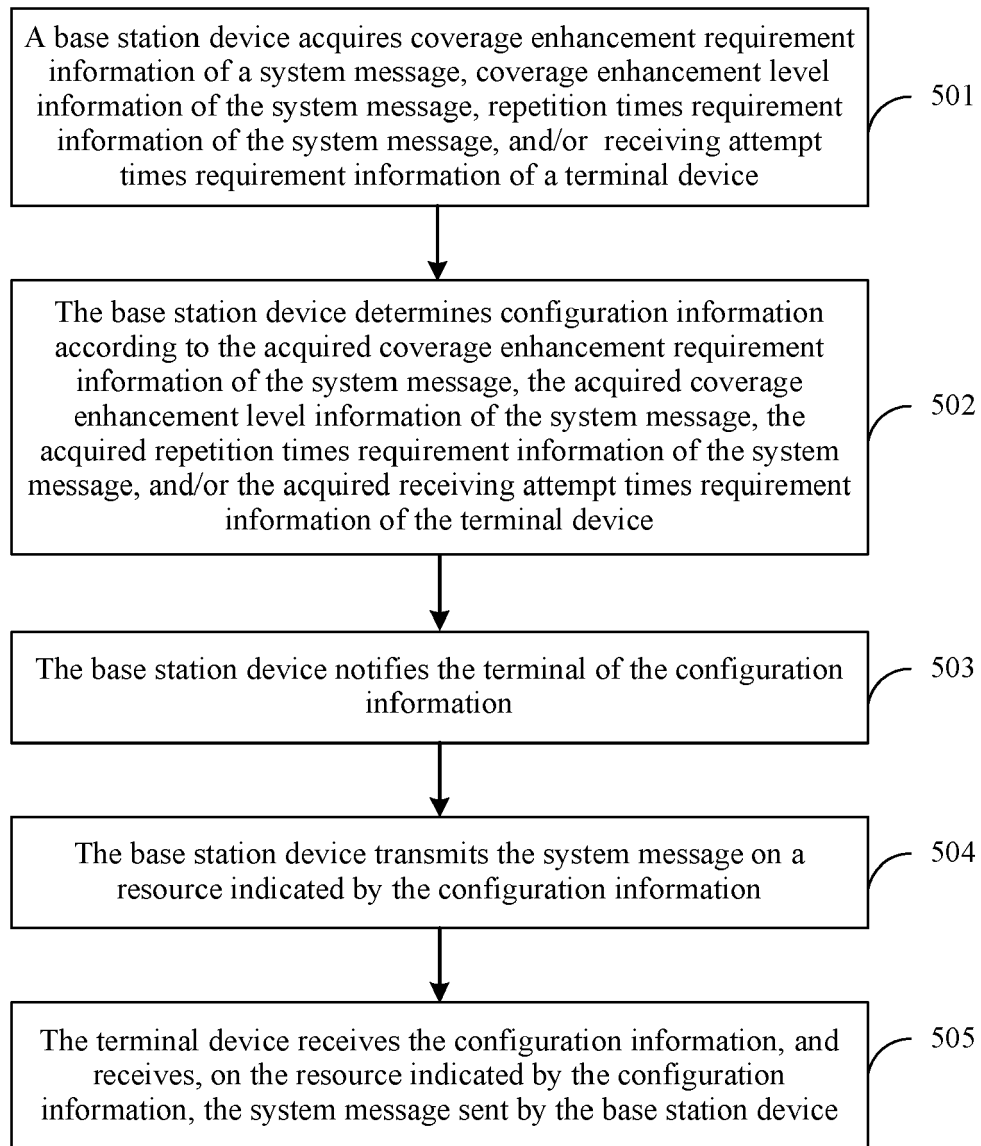 A base station device acquires coverage enhancement requirement
information of a system message, coverage enhancement level
information of the system message, repetition times requirement
information of the system message, and/or receiving attempt
times requirement information of a terminal device
501
The base station device determines configuration information
according to the acquired coverage enhancement requirement
information of the system message, the acquired coverage
enhancement level information of the system message, the
acquired repetition times requirement information of the system
message, and/or the acquired receiving attempt times requirement
information of the terminal device
502
The base station device notifies the terminal of the configuration
information
503
The base station device transmits the system message on a
resource indicated by the configuration information
504
The terminal device receives the configuration information, and
receives, on the resource indicated by the configuration
information, the system message sent by the base station device
505